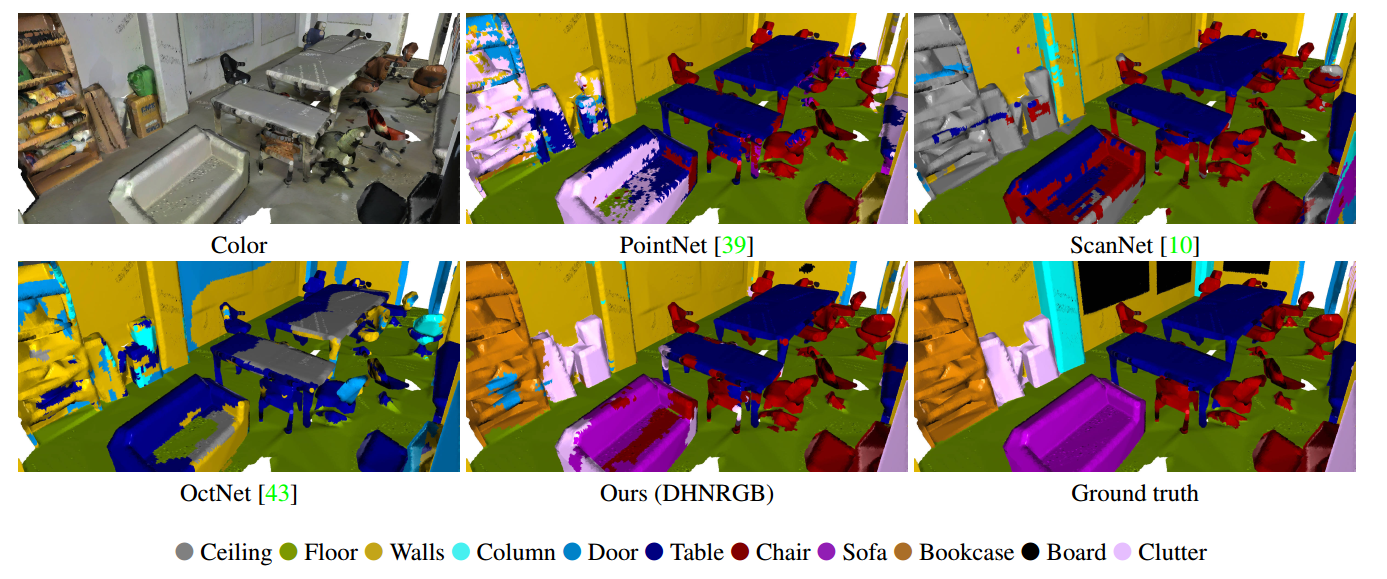 Color
PointNet [39]
ScanNet [10]
OctNet [43]
Ours (DHNRGB)
Ground truth
Ceiling Floor Walls Column Door Table Chair Sofa Bookcase Board Clutter